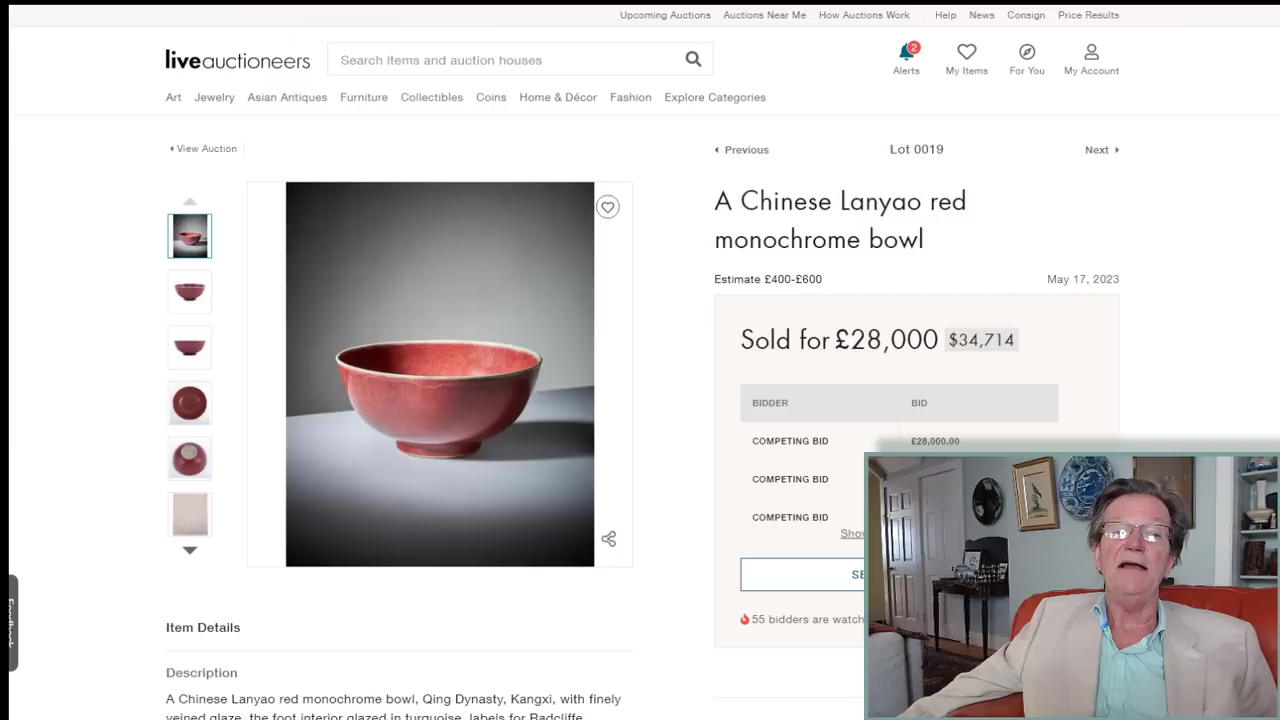 Upcoming Auctions Auctions Near Me How Auctions Work Help News Consign Price Results
liveauctioneers
Search items and auction houses
2
Alerts My Items For You My Account
Art Jewelry Asian Antiques Furniture Collectibles Coins Home & Décor Fashion Explore Categories
View Auction
Previous Lot 0019 Next
A Chinese Lanyao red
monochrome bowl
Estimate £400-£600 May 17, 2023
Sold for £28,000 $34,714
BIDDER BID
COMPETING BID £28,000.00
COMPETING BID
COMPETING BID
55 bidders are
Feedback
Item Details
Description
A Chinese Lanyao red monochrome bowl, Qing Dynasty, Kangxi, with finely
veined glaze, the foot interior glazed in turquoise, labels for Radcliffe,